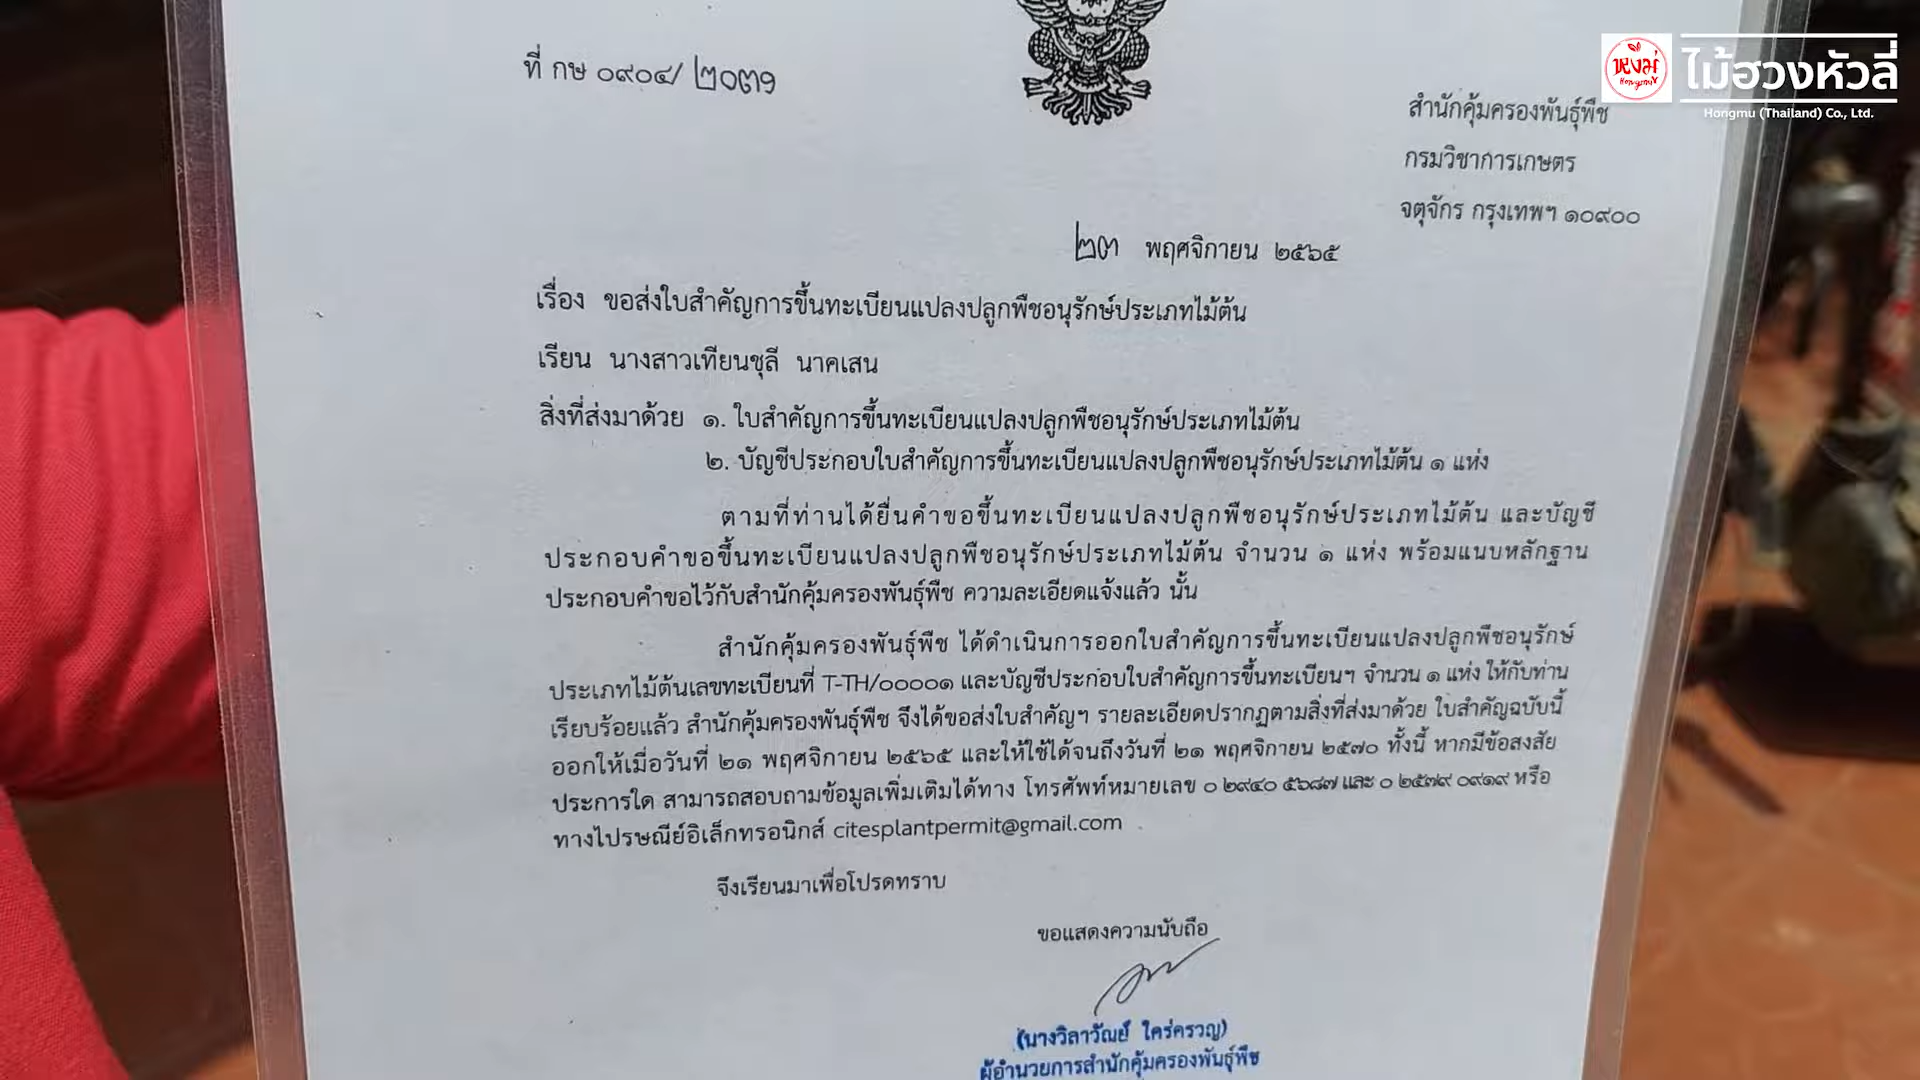 ที่ กษ ๐๙๐๔/ ๒๐๓๑
หงมู่
Hongmu
ไม้ฮวงหัวลี่
Hongmu (Thailand) Co., Ltd.
สำนักคุ้มครองพันธุ์พืช
กรมวิชาการเกษตร
จตุจักร กรุงเทพฯ ๑๐๙๐๐
๒๓ พฤศจิกายน ๒๕๖๕
เรื่อง ขอส่งใบสำคัญการขึ้นทะเบียนแปลงปลูกพืชอนุรักษ์ประเภทไม้ต้น
เรียน นางสาวเทียนชุลี นาคเสน
สิ่งที่ส่งมาด้วย ๑. ใบสำคัญการขึ้นทะเบียนแปลงปลูกพืชอนุรักษ์ประเภทไม้ต้น
๒. บัญชีประกอบใบสำคัญการขึ้นทะเบียนแปลงปลูกพืชอนุรักษ์ประเภทไม้ต้น ๑ แห่ง
ตามที่ท่านได้ยื่นคำขอขึ้นทะเบียนแปลงปลูกพืชอนุรักษ์ประเภทไม้ต้น และบัญชี
ประกอบคำขอขึ้นทะเบียนแปลงปลูกพืชอนุรักษ์ประเภทไม้ต้น จำนวน ๑ แห่ง พร้อมแนบหลักฐาน
ประกอบคำขอไว้กับสำนักคุ้มครองพันธุ์พืช ความละเอียดแจ้งแล้ว นั้น
สำนักคุ้มครองพันธุ์พืช ได้ดำเนินการออกใบสำคัญการขึ้นทะเบียนแปลงปลูกพืชอนุรักษ์
ประเภทไม้ต้นเลขทะเบียนที่ T-TH/๐๐๐๐๑ และบัญชีประกอบใบสำคัญการขึ้นทะเบียนฯ จำนวน ๑ แห่ง ให้กับท่าน
เรียบร้อยแล้ว สำนักคุ้มครองพันธุ์พืช จึงได้ขอส่งใบสำคัญฯ รายละเอียดปรากฏตามสิ่งที่ส่งมาด้วย ใบสำคัญฉบับนี้
ออกให้เมื่อวันที่ ๒๑ พฤศจิกายน ๒๕๖๕ และให้ใช้ได้จนถึงวันที่ ๒๑ พฤศจิกายน ๒๕๗๐ ทั้งนี้ หากมีข้อสงสัย
ประการใด สามารถสอบถามข้อมูลเพิ่มเติมได้ทาง โทรศัพท์หมายเลข ๐ ๒๙๔๐ ๕๖๘๗ และ ๐ ๒๕๗๙ ๐๙๑๙ หรือ
ทางไปรษณีย์อิเล็กทรอนิกส์ citesplantpermit@gmail.com
จึงเรียนมาเพื่อโปรดทราบ
ขอแสดงความนับถือ
(นางวิลาวัณย์ ใคร่ครวญ)
ผู้อำนวยการสำนักคุ้มครองพันธุ์พืช